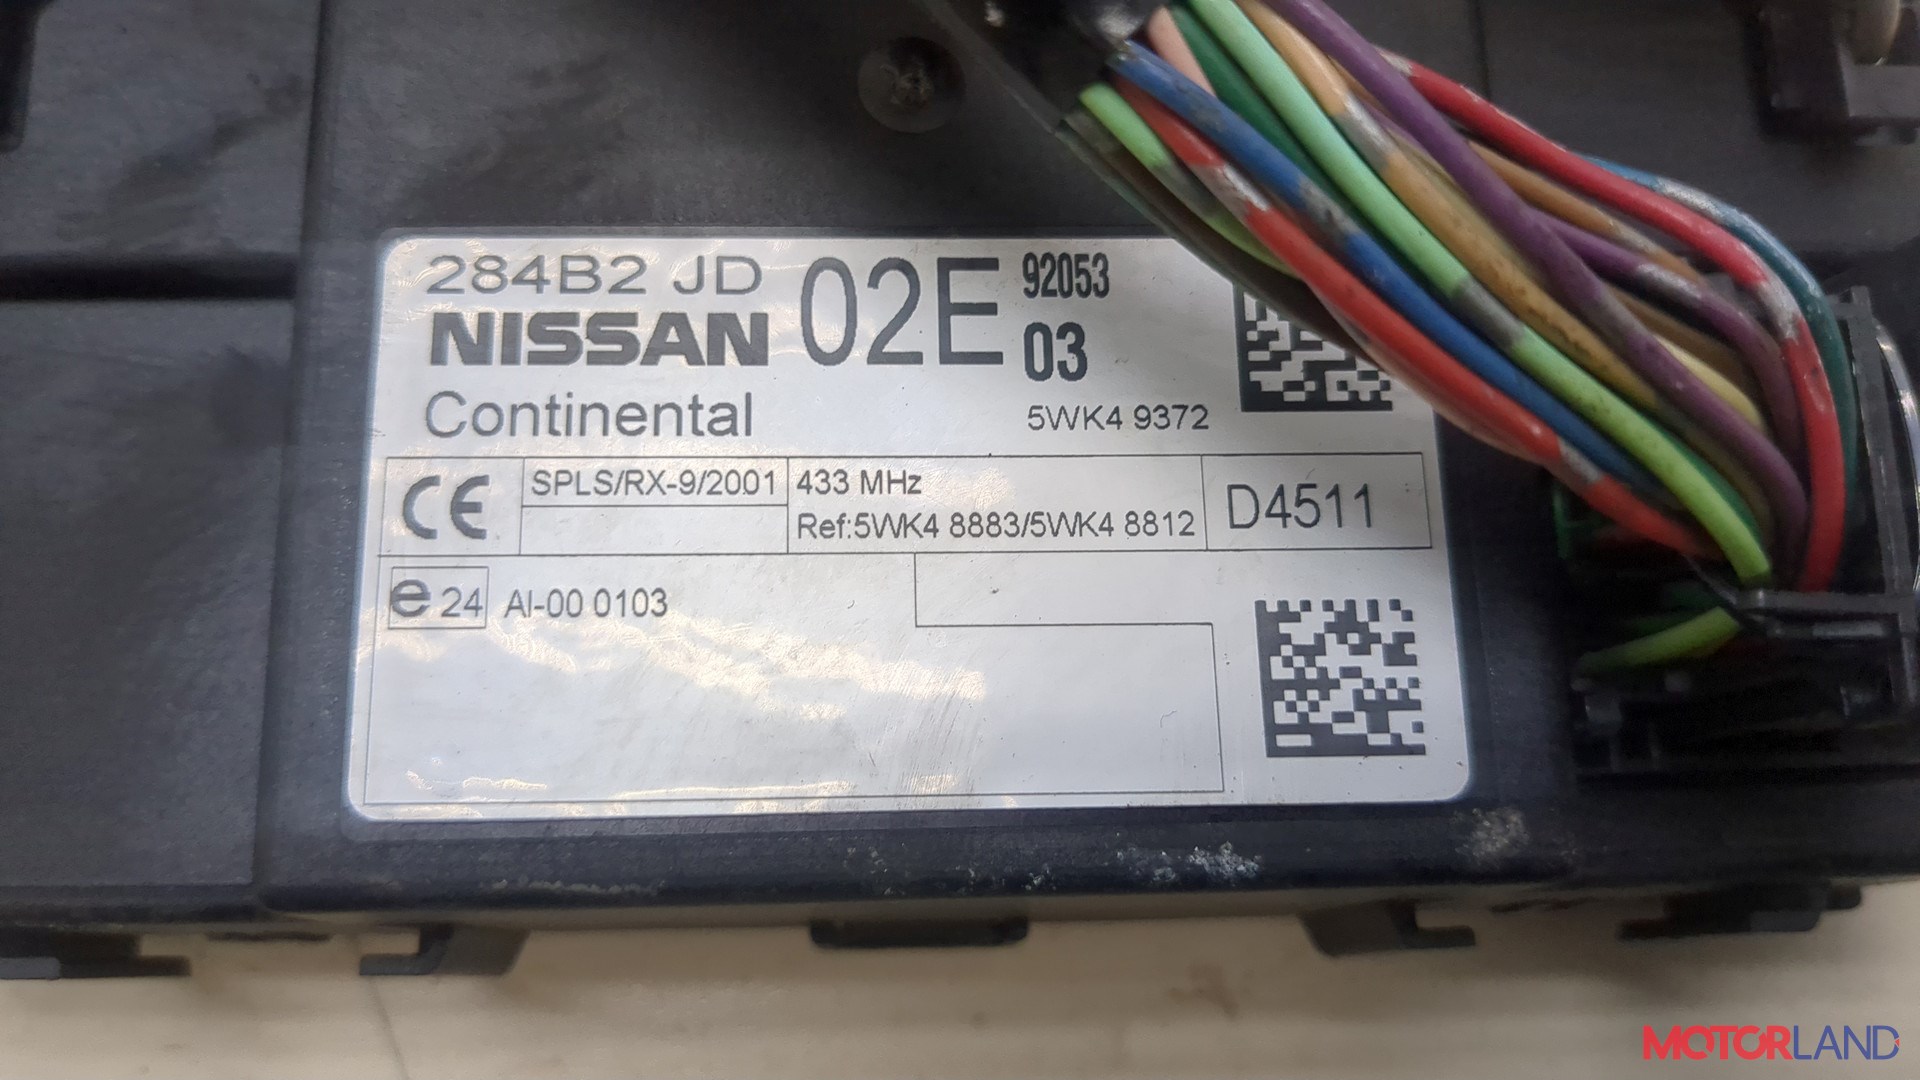 284B2 JD
NISSAN
02E
92053
03
Continental
5WK4 9372
CE
SPLS/RX-9/2001
433 MHz
Ref:5WK4 8883/5WK4 8812
D4511
e 24
AI-00 0103
MOTORLAND